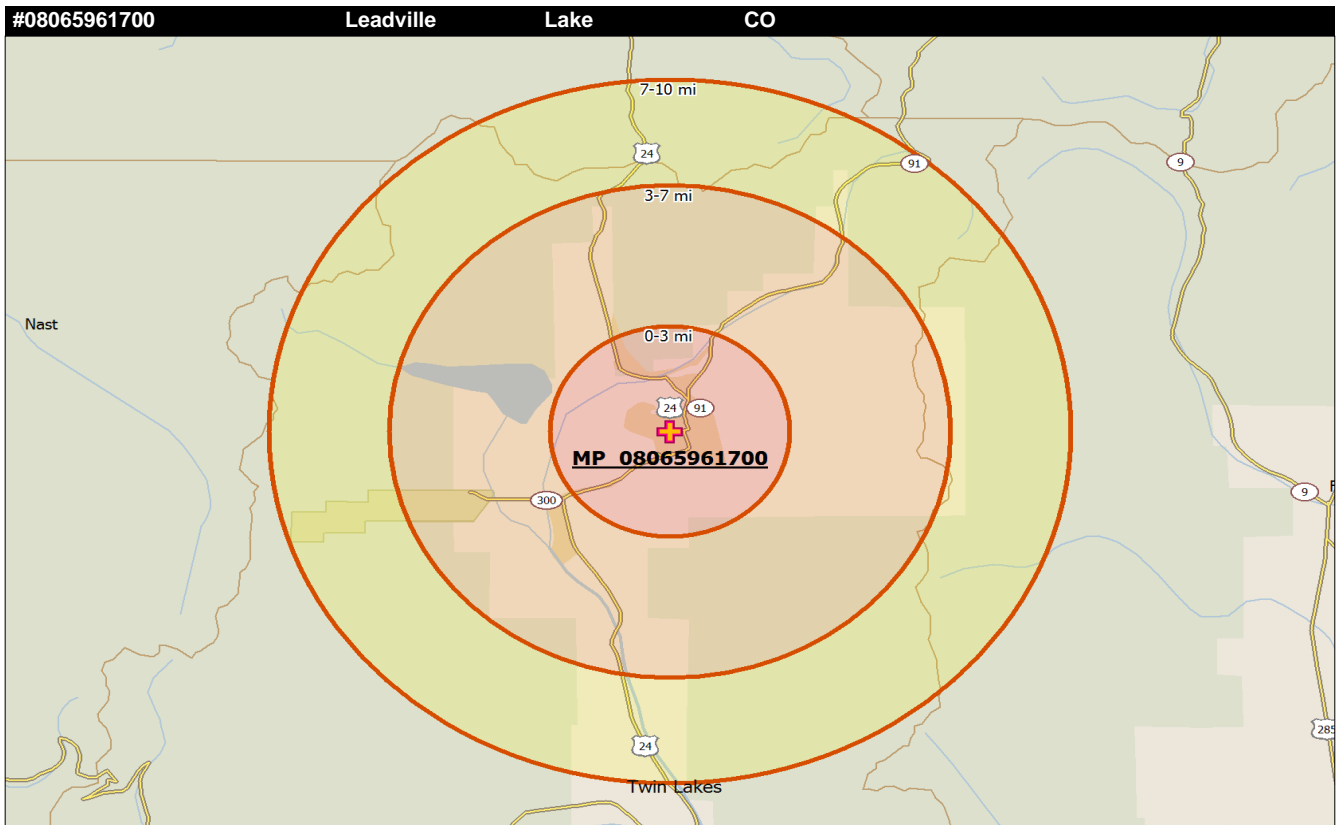 #08065961700 Leadville Lake CO
7-10 mi
24
91
9
3-7 mi
Nast
0-3 mi
24 91
MP 08065961700
300
9
24
285
Twin Lakes